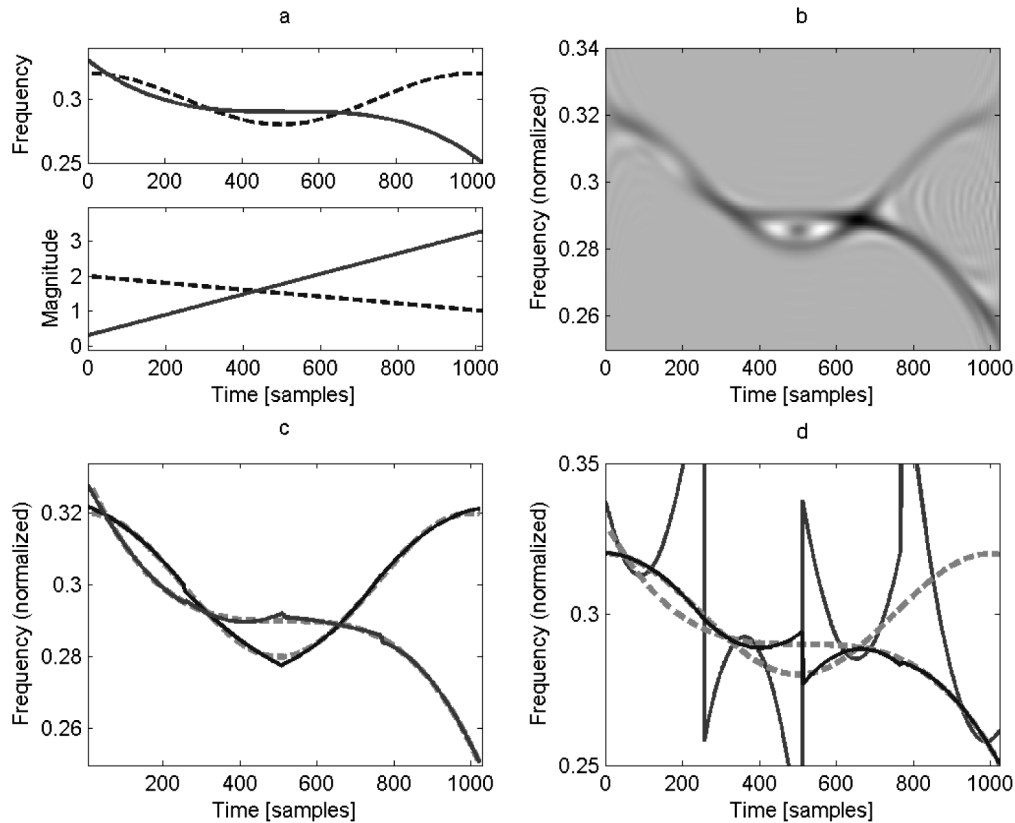 a
Frequency
0.3
0.25
0 200 400 600 800 1000
Magnitude
3
2
1
0
0 200 400 600 800 1000
Time [samples]
b
Frequency (normalized)
0.34
0.32
0.3
0.28
0.26
0 200 400 600 800 1000
Time [samples]
c
Frequency (normalized)
0.32
0.3
0.28
0.26
200 400 600 800 1000
Time [samples]
d
Frequency (normalized)
0.35
0.3
0.25
0 200 400 600 800 1000
Time [samples]